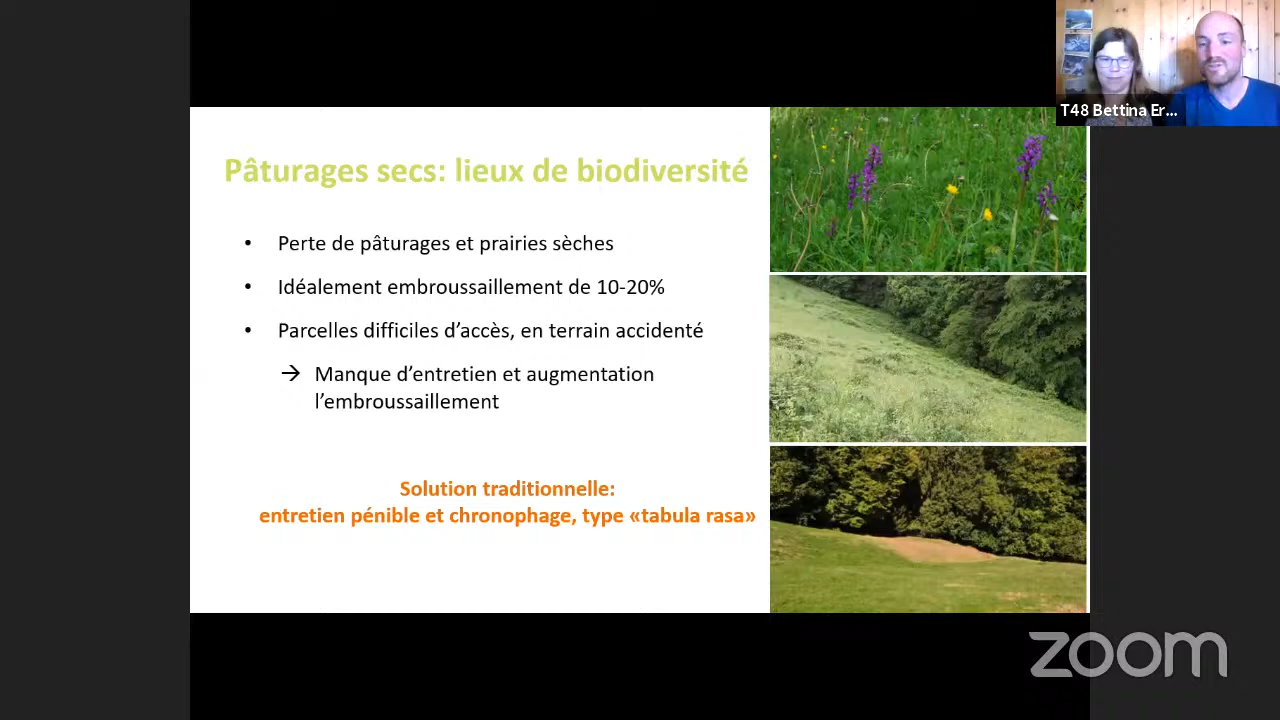 T48 Bettina Er...
Pâturages secs: lieux de biodiversité
• Perte de pâturages et prairies sèches
• Idéalement embroussaillement de 10-20%
• Parcelles difficiles d’accès, en terrain accidenté
→ Manque d’entretien et augmentation
l’embroussaillement
Solution traditionnelle:
entretien pénible et chronophage, type «tabula rasa»
zoom